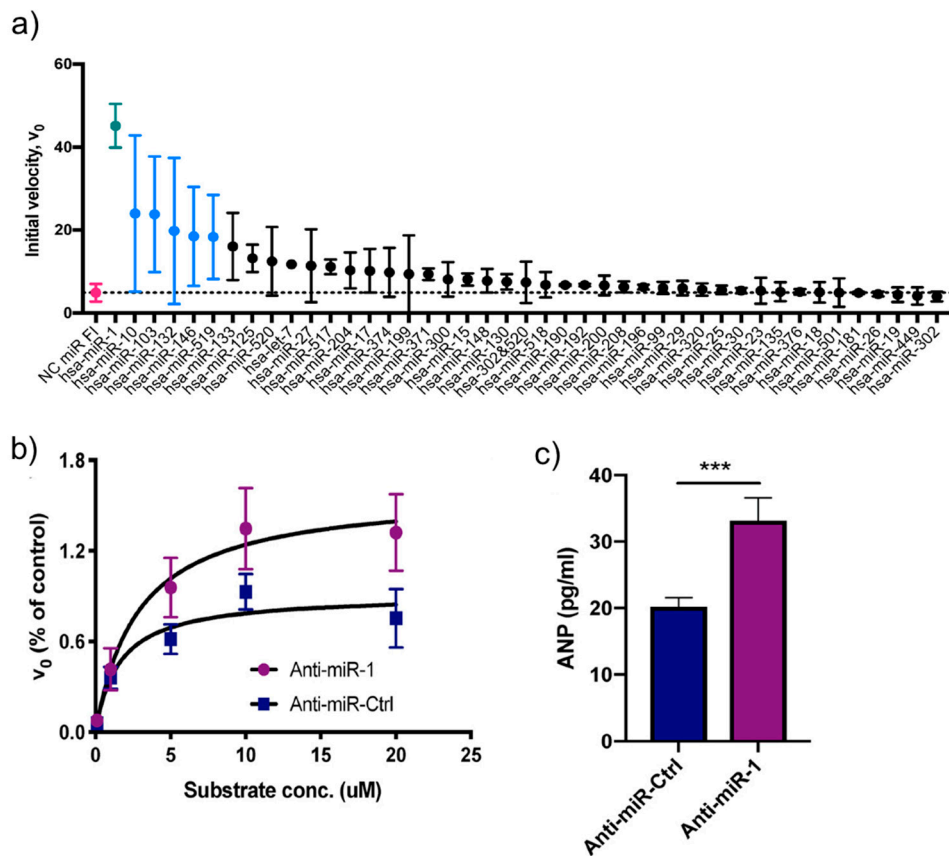 a)
Initial velocity, v0
60
40
20
0
NC-miR FI
hsa-miR-1
hsa-miR-10
hsa-miR-103
hsa-miR-132
hsa-miR-146
hsa-miR-519
hsa-miR-133
hsa-miR-125
hsa-miR-520
hsa-let-7
hsa-miR-27
hsa-miR-517
hsa-miR-204
hsa-miR-17
hsa-miR-374
hsa-miR-199
hsa-miR-371
hsa-miR-300
hsa-miR-15
hsa-miR-148
hsa-miR-130
hsa-302&520
hsa-miR-518
hsa-miR-190
hsa-miR-192
hsa-miR-200
hsa-miR-208
hsa-miR-196
hsa-miR-99
hsa-miR-29
hsa-miR-320
hsa-miR-25
hsa-miR-30
hsa-miR-23
hsa-miR-135
hsa-miR-376
hsa-miR-18
hsa-miR-501
hsa-miR-181
hsa-miR-26
hsa-miR-19
hsa-miR-449
hsa-miR-302
b)
v0 (% of control)
1.8
1.2
0.6
0.0
0
5
10
15
20
25
Anti-miR-1
Anti-miR-Ctrl
Substrate conc. (uM)
c)
ANP (pg/ml)
40
30
20
10
0
***
Anti-miR-Ctrl
Anti-miR-1